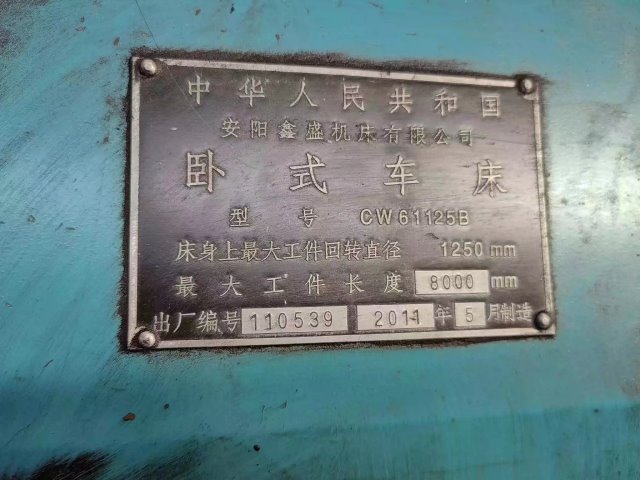 中华人民共和国
安阳鑫盛机床有限公司
卧式车床
型号 CW61125B
床身上最大工件回转直径 1250 mm
最大工件长度 8000 mm
出厂编号 110539 2011 年 5 月制造